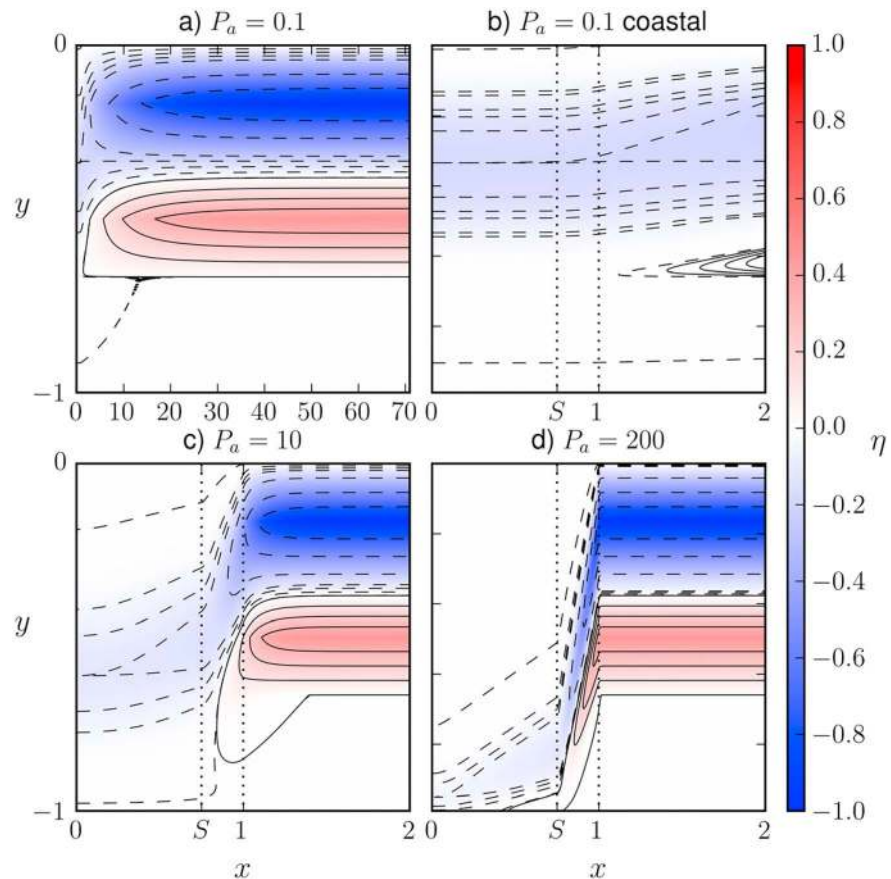 a) $P_a = 0.1$
b) $P_a = 0.1$ coastal
0
y
−1
0 10 20 30 40 50 60 70
0 S 1 2
c) $P_a = 10$
d) $P_a = 200$
0
y
−1
0 S 1 2
0 S 1 2
x
x
1.0
0.8
0.6
0.4
0.2
0.0
η
−0.2
−0.4
−0.6
−0.8
−1.0